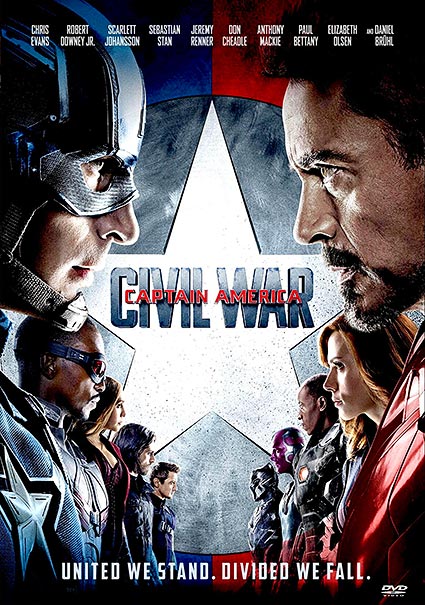 CHRIS EVANS ROBERT DOWNEY JR. SCARLETT JOHANSSON SEBASTIAN STAN JEREMY RENNER DON CHEADLE ANTHONY MACKIE PAUL BETTANY ELIZABETH OLSEN AND DANIEL BRÜHL
CIVIL WAR
CAPTAIN AMERICA
UNITED WE STAND. DIVIDED WE FALL.
DVD
VIDEO